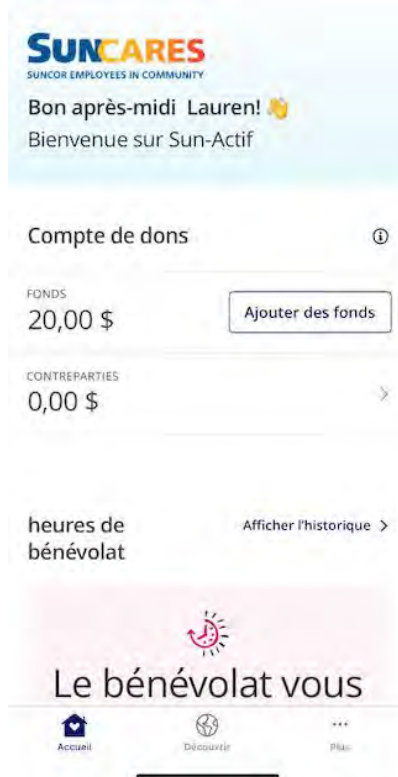 SUNCARES
SUNCOR EMPLOYEES IN COMMUNITY
Bon après-midi Lauren! 👋
Bienvenue sur Sun-Actif
Compte de dons
FONDS
20,00 $
Ajouter des fonds
CONTREPARTIES
0,00 $
heures de
bénévolat
Afficher l'historique
Le bénévolat vous
Accueil
Découvrir
Plus